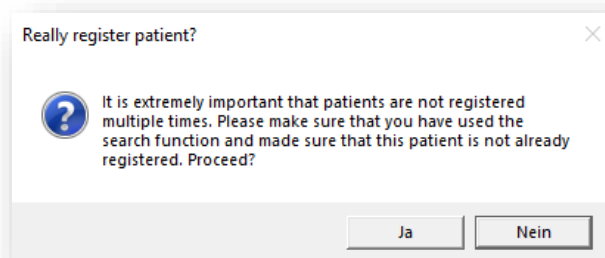 Really register patient?
It is extremely important that patients are not registered
multiple times. Please make sure that you have used the
search function and made sure that this patient is not already
registered. Proceed?
Ja
Nein